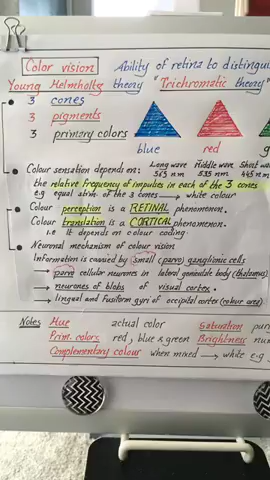 Color vision Ability of retina to distingui
Young Helmholtz theory "Trichromatic theory"
3 cones
3 pigments
3 primary colors
blue red g
Colour sensation depends on: Long wave Middle wave Short wav
563 nm 535 nm 445 nm
the relative frequency of impulses in each of the 3 cones
e.g equal stim of the 3 cones → white colour
Colour perception is a RETINAL phenomenon.
Colour translation is a CORTICAL phenomenon.
i.e it depends on colour coding.
Neuronal mechanism of colour vision
Information is carried by small (parvo) ganglionic cells
→ parvo cellular neurones in lateral geniculate body (thalamus)
→ neurones of blobs of visual cortex.
→ lingual and fusiform gyri of occipital cortex (colour area)
Notes Hue actual color Saturation pur
Prim. colors red, blue & green Brightness nu
Complementary colour when mixed → white e.g